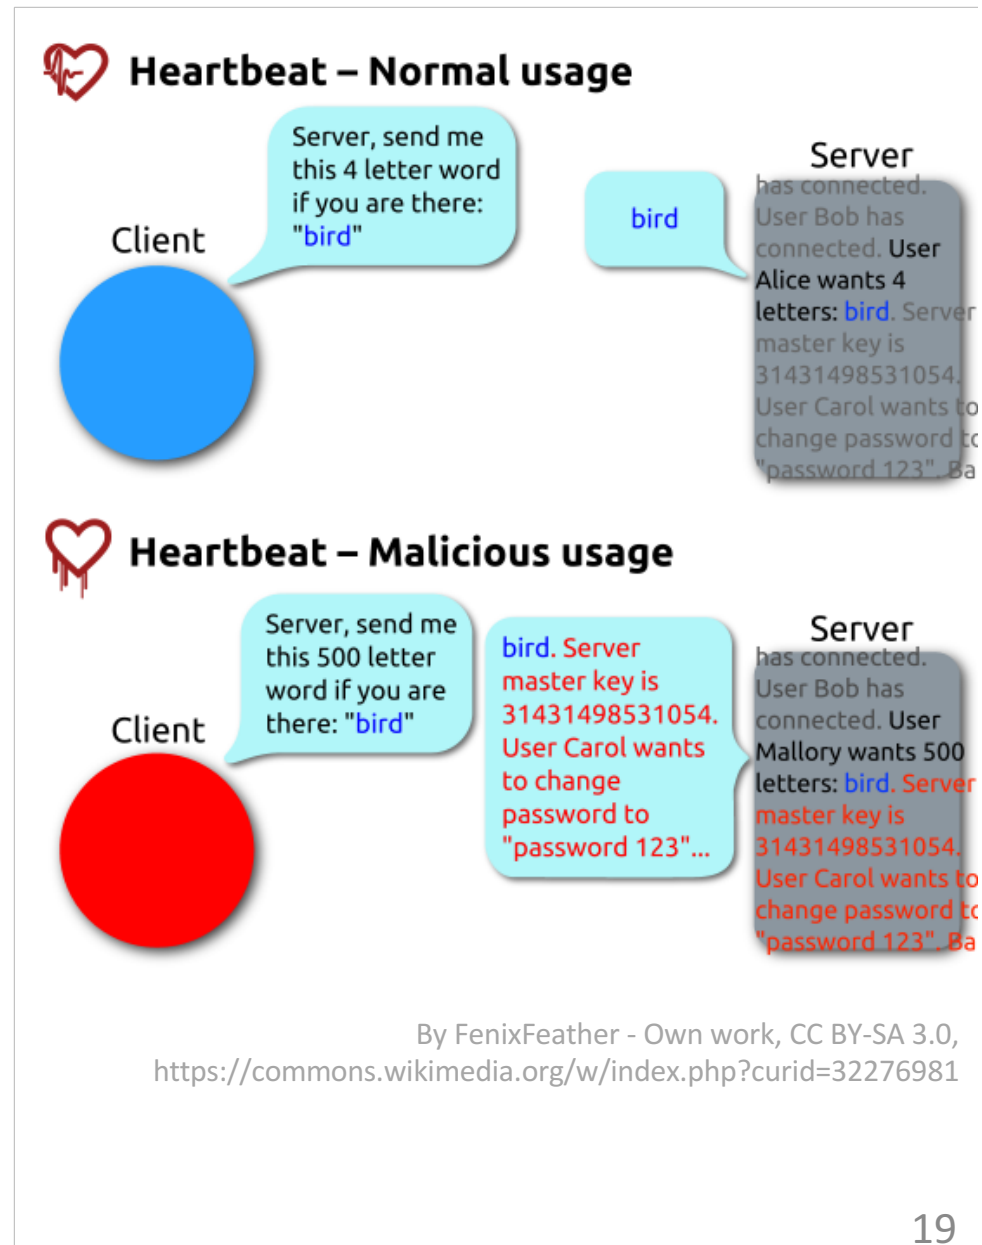 Heartbeat – Normal usage
Server, send me
this 4 letter word
if you are there:
"bird"
Client
bird
Server
has connected.
User Bob has
connected. User
Alice wants 4
letters: bird. Server
master key is
31431498531054.
User Carol wants to
change password to
"password 123". Ba
Heartbeat – Malicious usage
Server, send me
this 500 letter
word if you are
there: "bird"
Client
bird. Server
master key is
31431498531054.
User Carol wants
to change
password to
"password 123"...
Server
has connected.
User Bob has
connected. User
Mallory wants 500
letters: bird. Server
master key is
31431498531054.
User Carol wants to
change password to
"password 123". Ba
By FenixFeather - Own work, CC BY-SA 3.0,
https://commons.wikimedia.org/w/index.php?curid=32276981
19